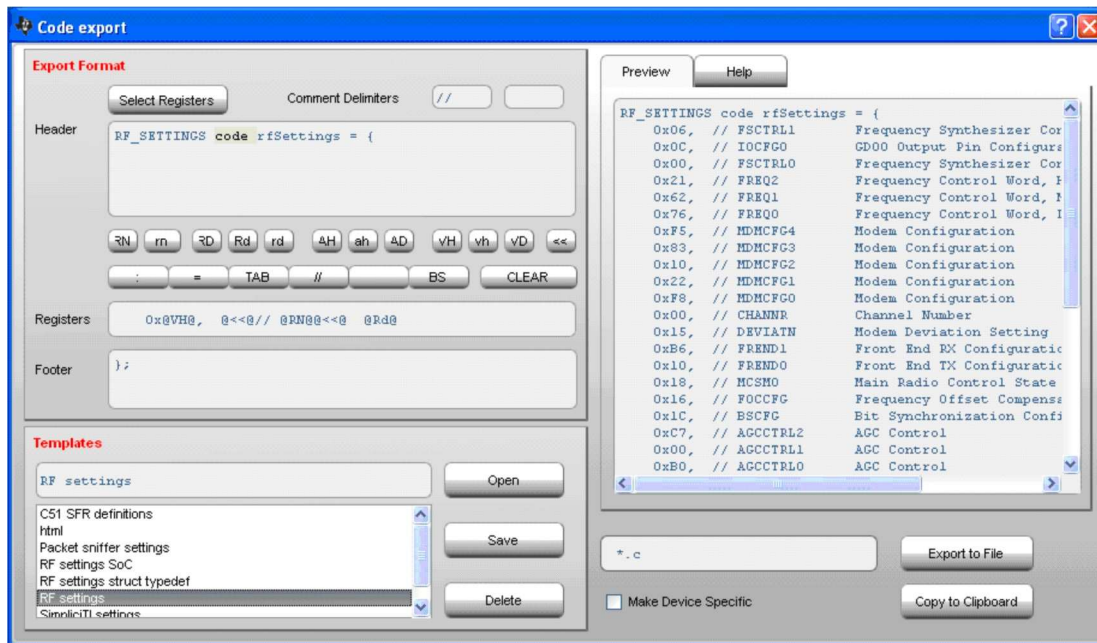 Code export
Export Format
Select Registers
Comment Delimiters
//
Header
RF_SETTINGS code rfSettings = {
RN rn RD Rd rd AH ah AD VH vh VD <<
: = TAB // BS CLEAR
Registers
0x@VH@, @<<@// @RN@@<<@ @Rd@
Footer
};
Templates
RF settings
Open
C51 SFR definitions
html
Packet sniffer settings
RF settings SoC
RF settings struct typedef
RF settings
SimpliciTI settings
Save
Delete
Preview
Help
RF_SETTINGS code rfSettings = {
0x06, // FSCTRL1 Frequency Synthesizer Con
0x0C, // IOCFG0 GDO0 Output Pin Configura
0x00, // FSCTRL0 Frequency Synthesizer Con
0x21, // FREQ2 Frequency Control Word,
0x62, // FREQ1 Frequency Control Word,
0x76, // FREQ0 Frequency Control Word,
0xF5, // MDMCFG4 Modem Configuration
0x83, // MDMCFG3 Modem Configuration
0x10, // MDMCFG2 Modem Configuration
0x22, // MDMCFG1 Modem Configuration
0xF8, // MDMCFG0 Modem Configuration
0x00, // CHANNR Channel Number
0x15, // DEVIATN Modem Deviation Setting
0xB6, // FREND1 Front End RX Configuratio
0x10, // FREND0 Front End TX Configuratio
0x18, // MCSM0 Main Radio Control State
0x16, // FOCCFG Frequency Offset Compensa
0x1C, // BSCFG Bit Synchronization Confi
0xC7, // AGCCTRL2 AGC Control
0x00, // AGCCTRL1 AGC Control
0xB0, // AGCCTRL0 AGC Control
*.c
Export to File
Make Device Specific
Copy to Clipboard